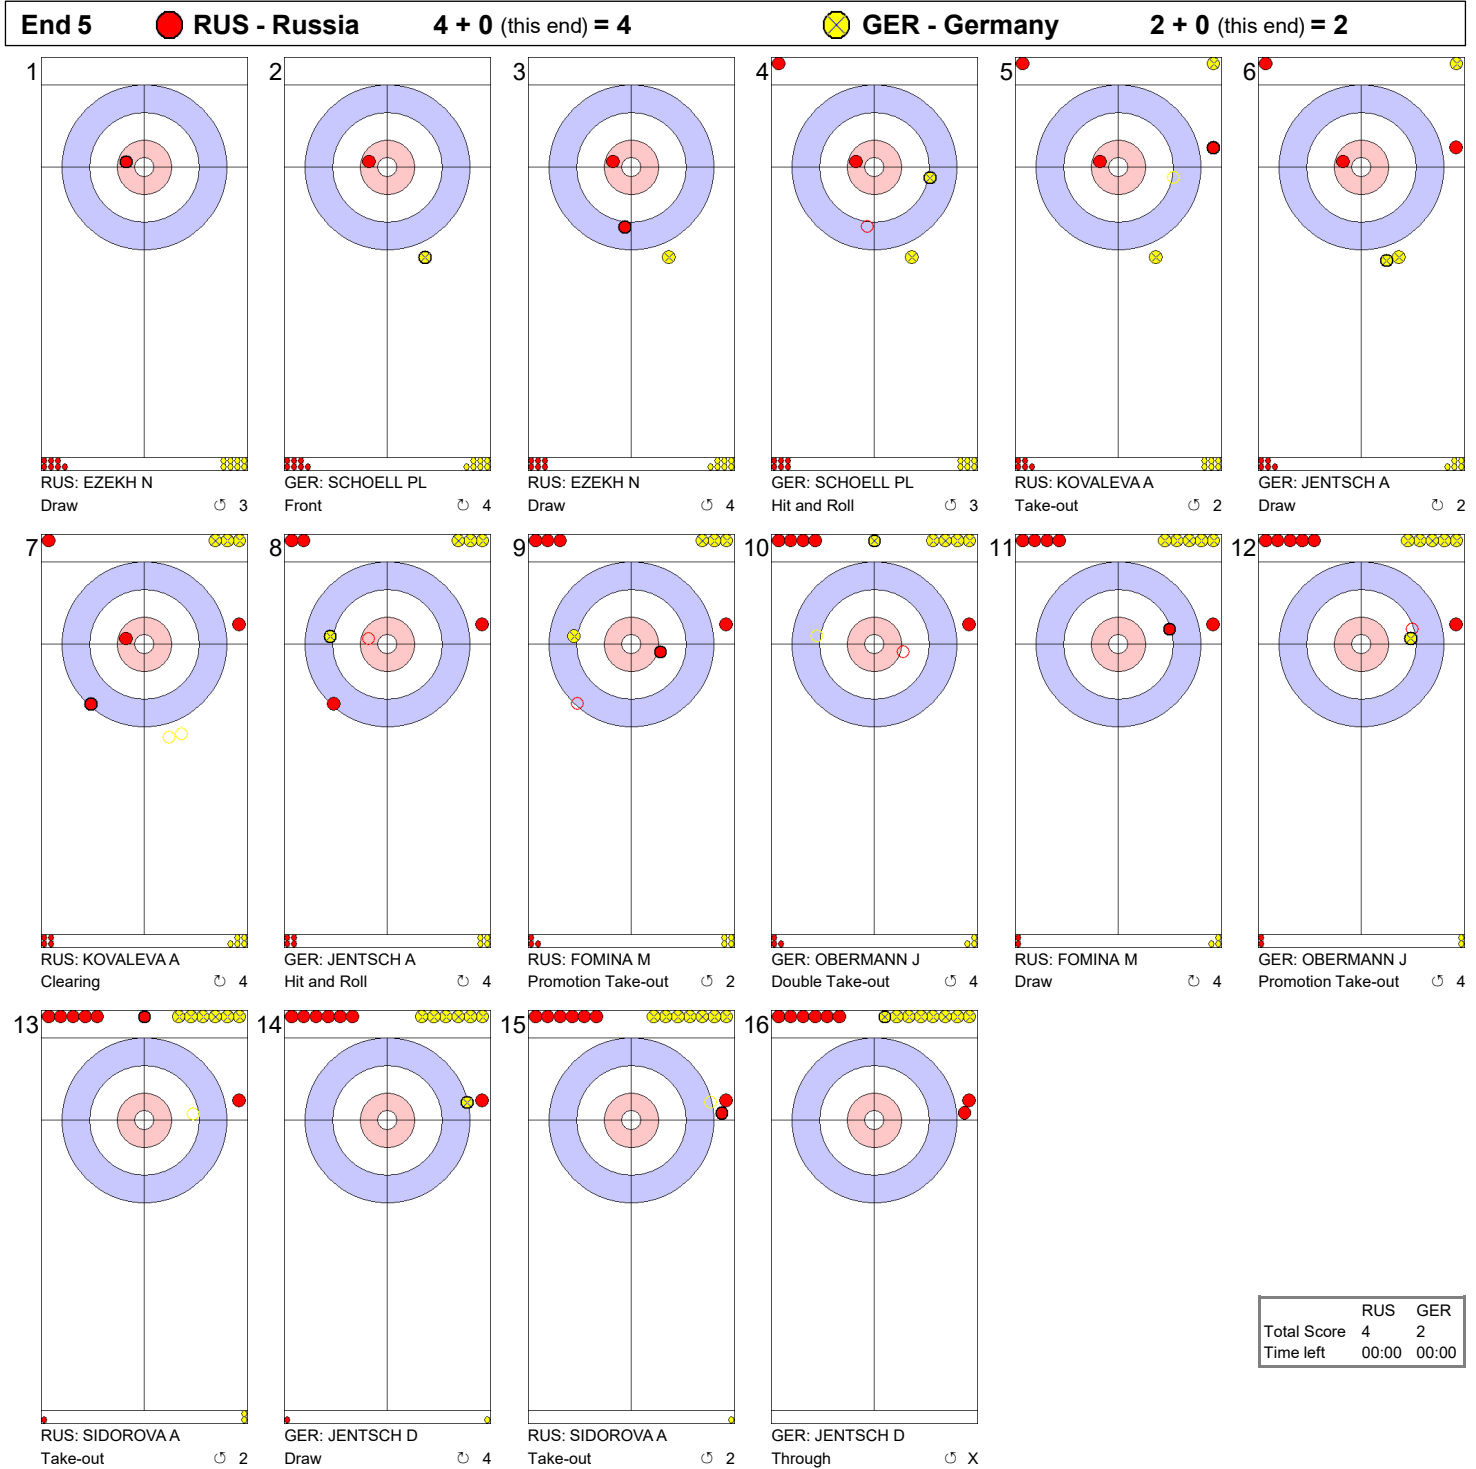 End 5 RUS - Russia 4 + 0 (this end) = 4 GER - Germany 2 + 0 (this end) = 2
1 2 3 4 5 6
RUS: EZEKH N GER: SCHOELL PL RUS: EZEKH N GER: SCHOELL PL RUS: KOVALEVA A GER: JENTSCH A
Draw ↺ 3 Front ↻ 4 Draw ↺ 4 Hit and Roll ↺ 3 Take-out ↺ 2 Draw ↻ 2
7 8 9 10 11 12
RUS: KOVALEVA A GER: JENTSCH A RUS: FOMINA M GER: OBERMANN J RUS: FOMINA M GER: OBERMANN J
Clearing ↻ 4 Hit and Roll ↻ 4 Promotion Take-out ↺ 2 Double Take-out ↺ 4 Draw ↻ 4 Promotion Take-out ↺ 4
13 14 15 16
RUS GER
Total Score 4 2
Time left 00:00 00:00
RUS: SIDOROVA A GER: JENTSCH D RUS: SIDOROVA A GER: JENTSCH D
Take-out ↺ 2 Draw ↻ 4 Take-out ↺ 2 Through ↺ X